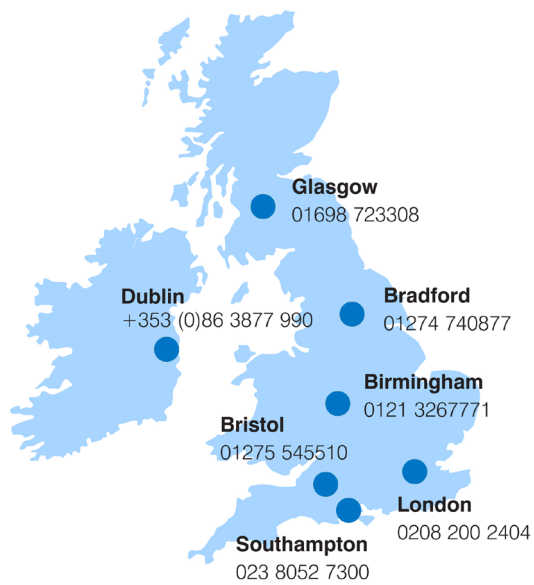 Glasgow
01698 723308
Dublin
+353 (0)86 3877 990
Bradford
01274 740877
Birmingham
0121 3267771
Bristol
01275 545510
London
0208 200 2404
Southampton
023 8052 7300